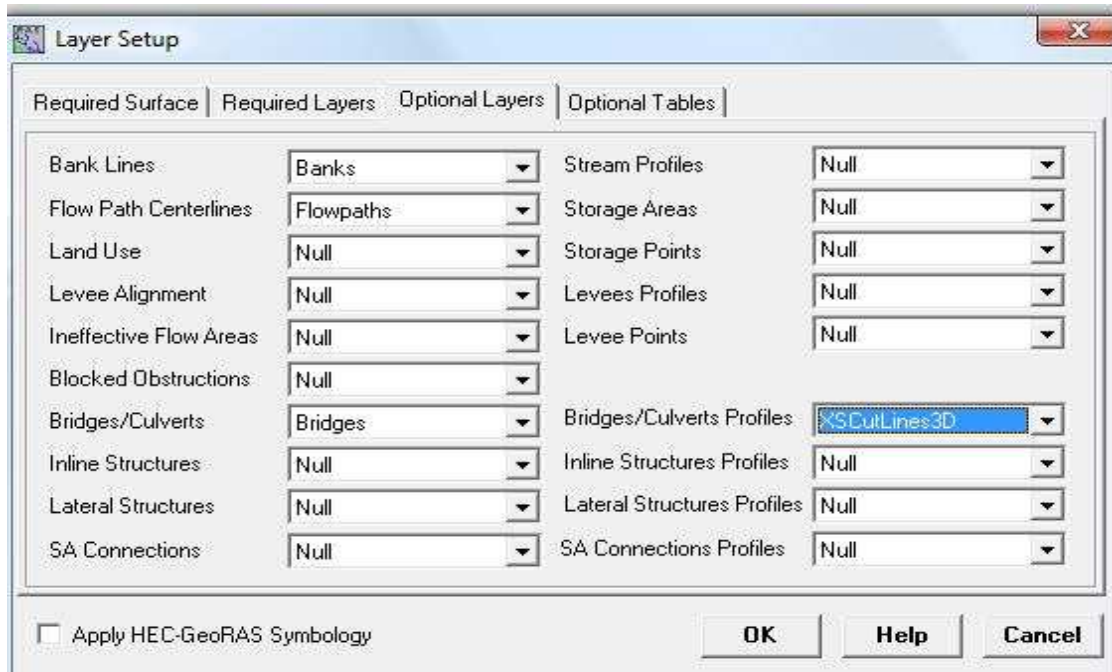 Layer Setup
Required Surface Required Layers Optional Layers Optional Tables
Bank Lines Banks Stream Profiles Null
Flow Path Centerlines Flowpaths Storage Areas Null
Land Use Null Storage Points Null
Levee Alignment Null Levees Profiles Null
Ineffective Flow Areas Null Levee Points Null
Blocked Obstructions Null
Bridges/Culverts Bridges Bridges/Culverts Profiles XSCutLines3D
Inline Structures Null Inline Structures Profiles Null
Lateral Structures Null Lateral Structures Profiles Null
SA Connections Null SA Connections Profiles Null
Apply HEC-GeoRAS Symbology OK Help Cancel